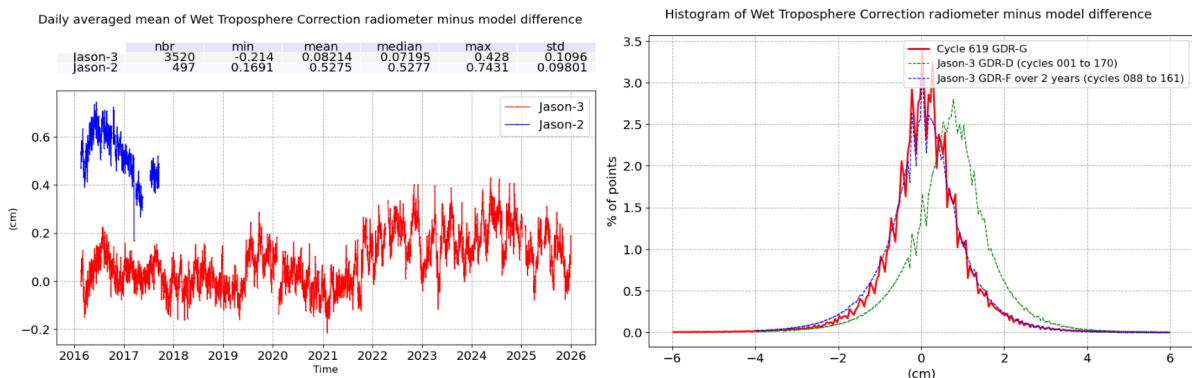 Daily averaged mean of Wet Troposphere Correction radiometer minus model difference
nbr min mean median max std
Jason-3 3520 -0.214 0.08214 0.07195 0.428 0.1096
Jason-2 497 0.1691 0.5275 0.5277 0.7431 0.09801
Jason-3
Jason-2
0.6
0.4
0.2
0.0
−0.2
(cm)
2016 2017 2018 2019 2020 2021 2022 2023 2024 2025 2026
Time
Histogram of Wet Troposphere Correction radiometer minus model difference
Cycle 619 GDR-G
Jason-3 GDR-D (cycles 001 to 170)
Jason-3 GDR-F over 2 years (cycles 088 to 161)
3.5
3.0
2.5
2.0
1.5
1.0
0.5
0.0
% of points
−6 −4 −2 0 2 4 6
(cm)